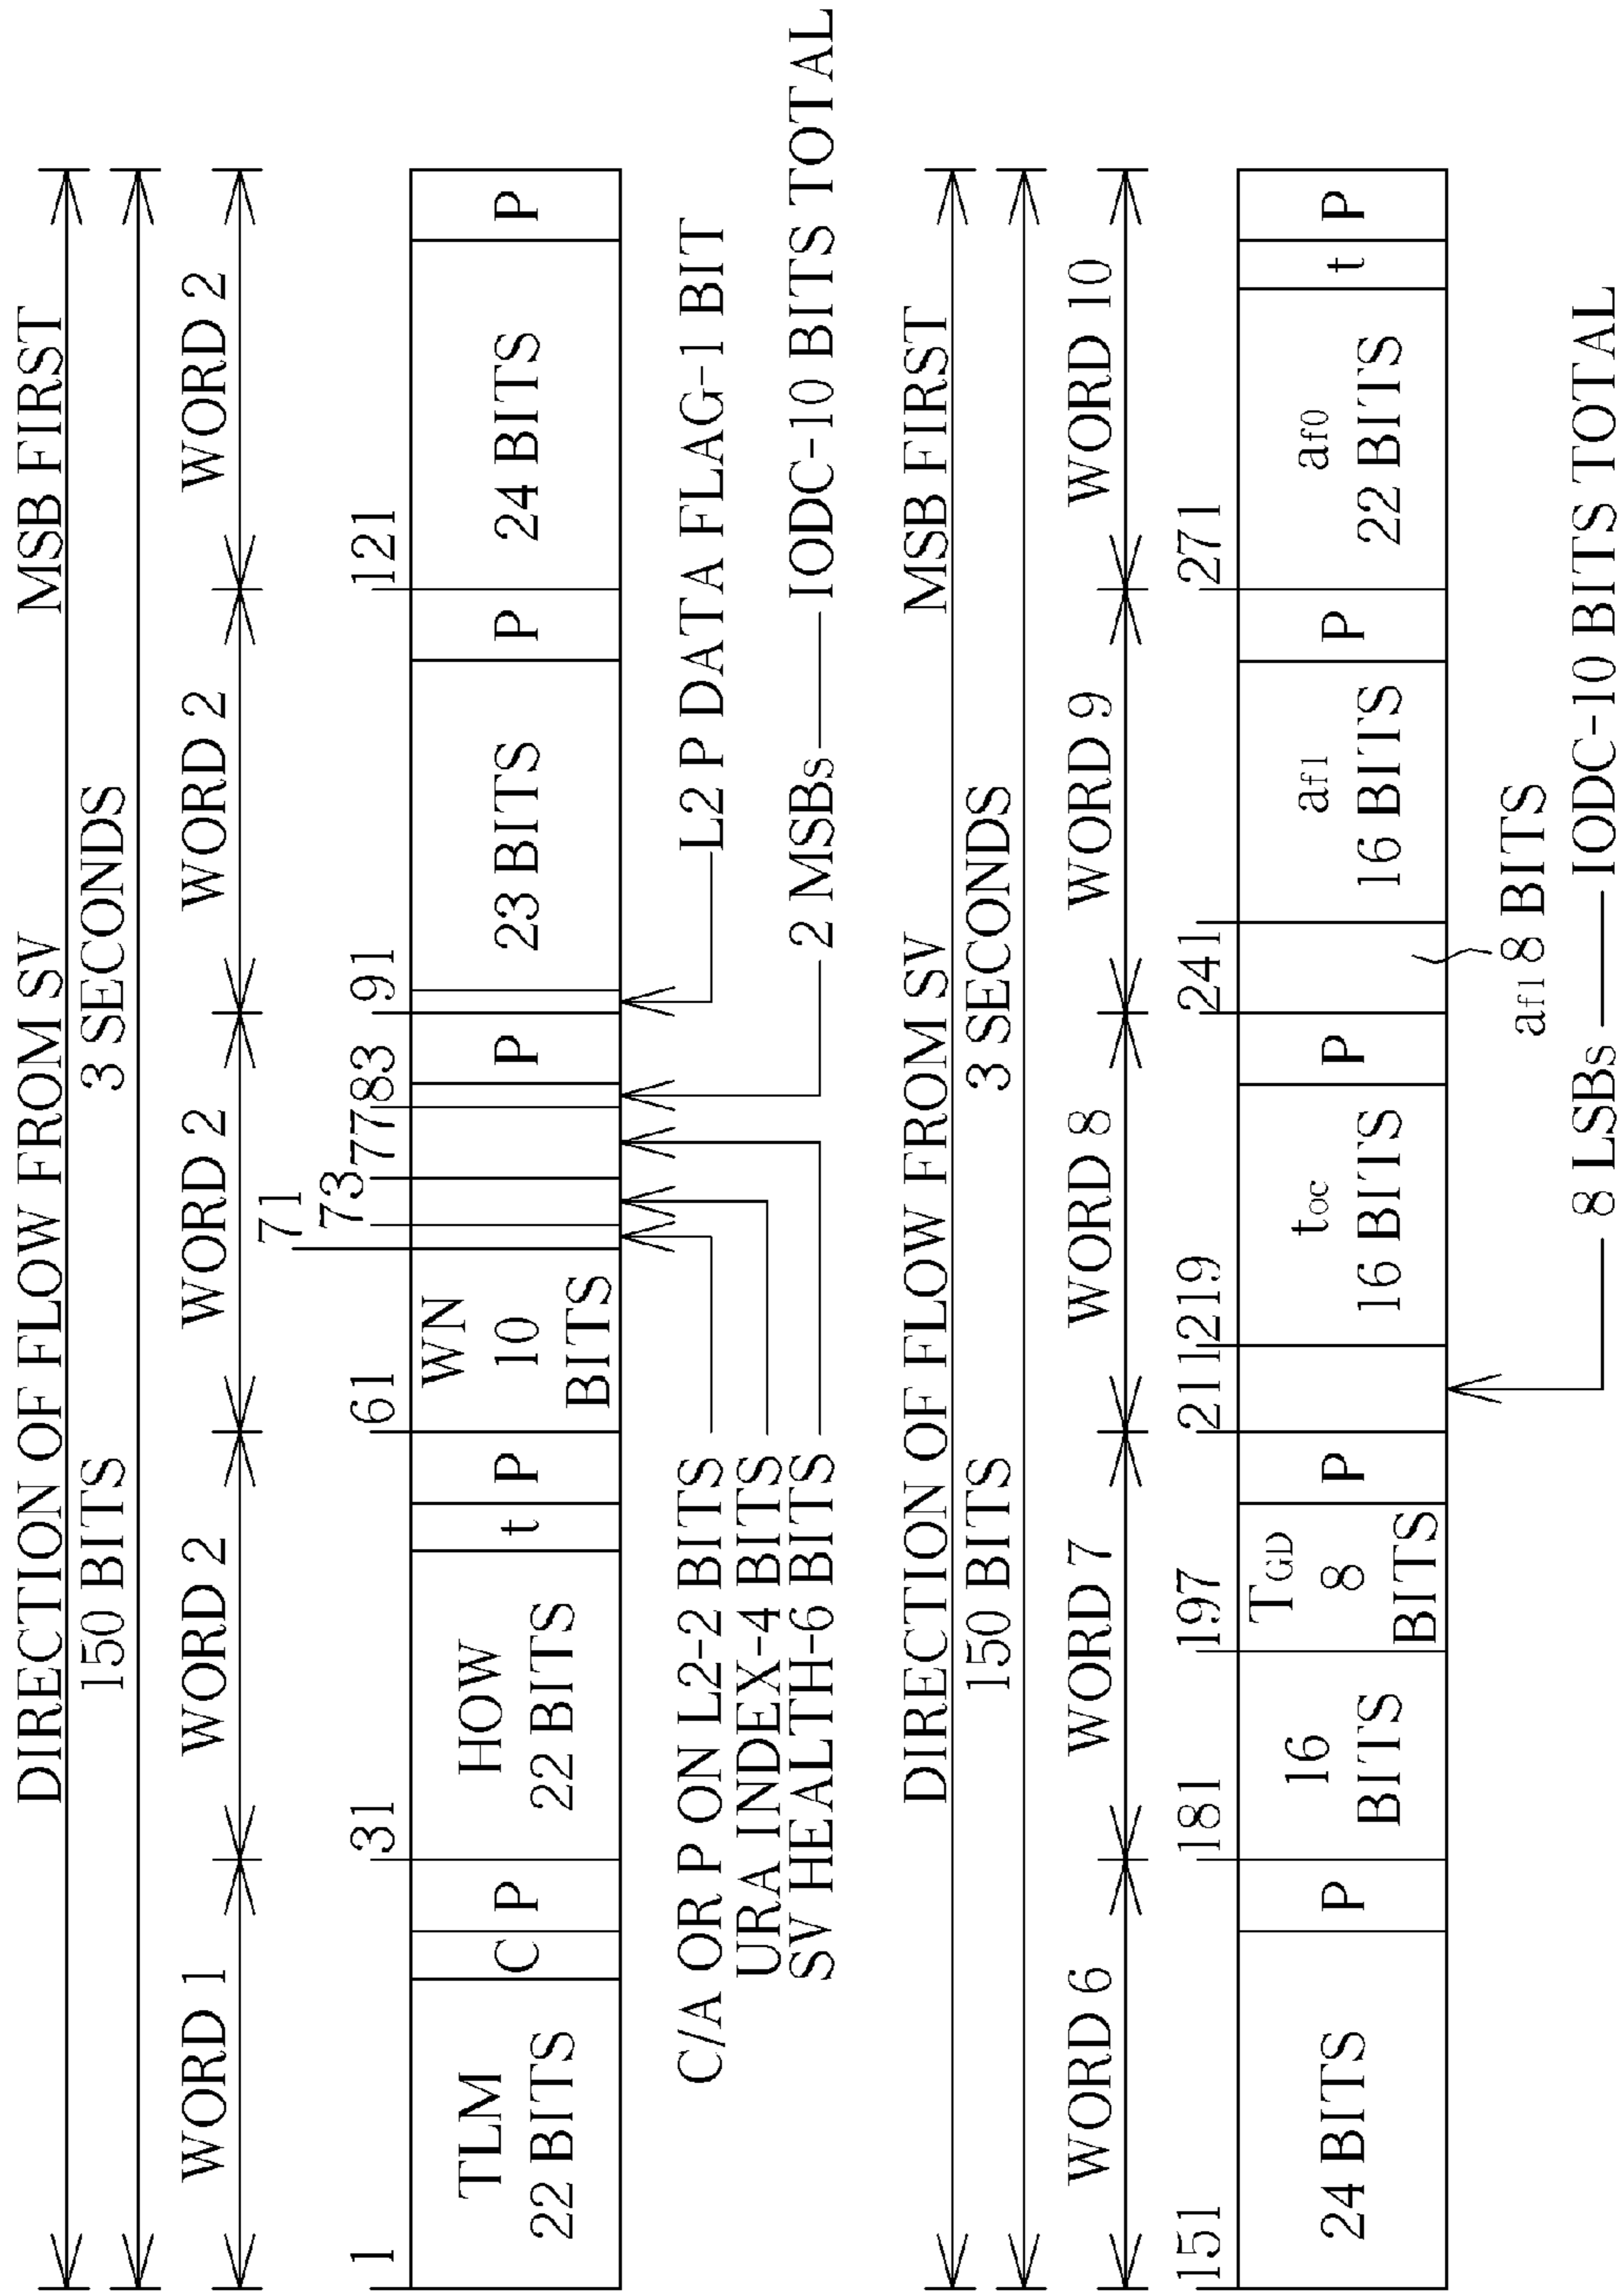 DIRECTION OF FLOW FROM SV MSB FIRST
150 BITS 3 SECONDS
WORD 1 WORD 2 WORD 2 WORD 2 WORD 2
1 31 61 71 73 77 83 91 121
TLM
22 BITS
C
P
HOW
22 BITS
t
P
WN
10
BITS
P
23 BITS
P
24 BITS
P
C/A OR P ON L2-2 BITS
URA INDEX-4 BITS
SV HEALTH-6 BITS
L2 P DATA FLAG-1 BIT
2 MSBs IODC-10 BITS TOTAL
DIRECTION OF FLOW FROM SV MSB FIRST
150 BITS 3 SECONDS
WORD 6 WORD 7 WORD 8 WORD 9 WORD 10
151 181 197 211 219 241 271
24 BITS
P
16
BITS
TGD
8
BITS
P
toc
16 BITS
P
af1
16 BITS
P
af0
22 BITS
t
P
af1 8 BITS
8 LSBs IODC-10 BITS TOTAL